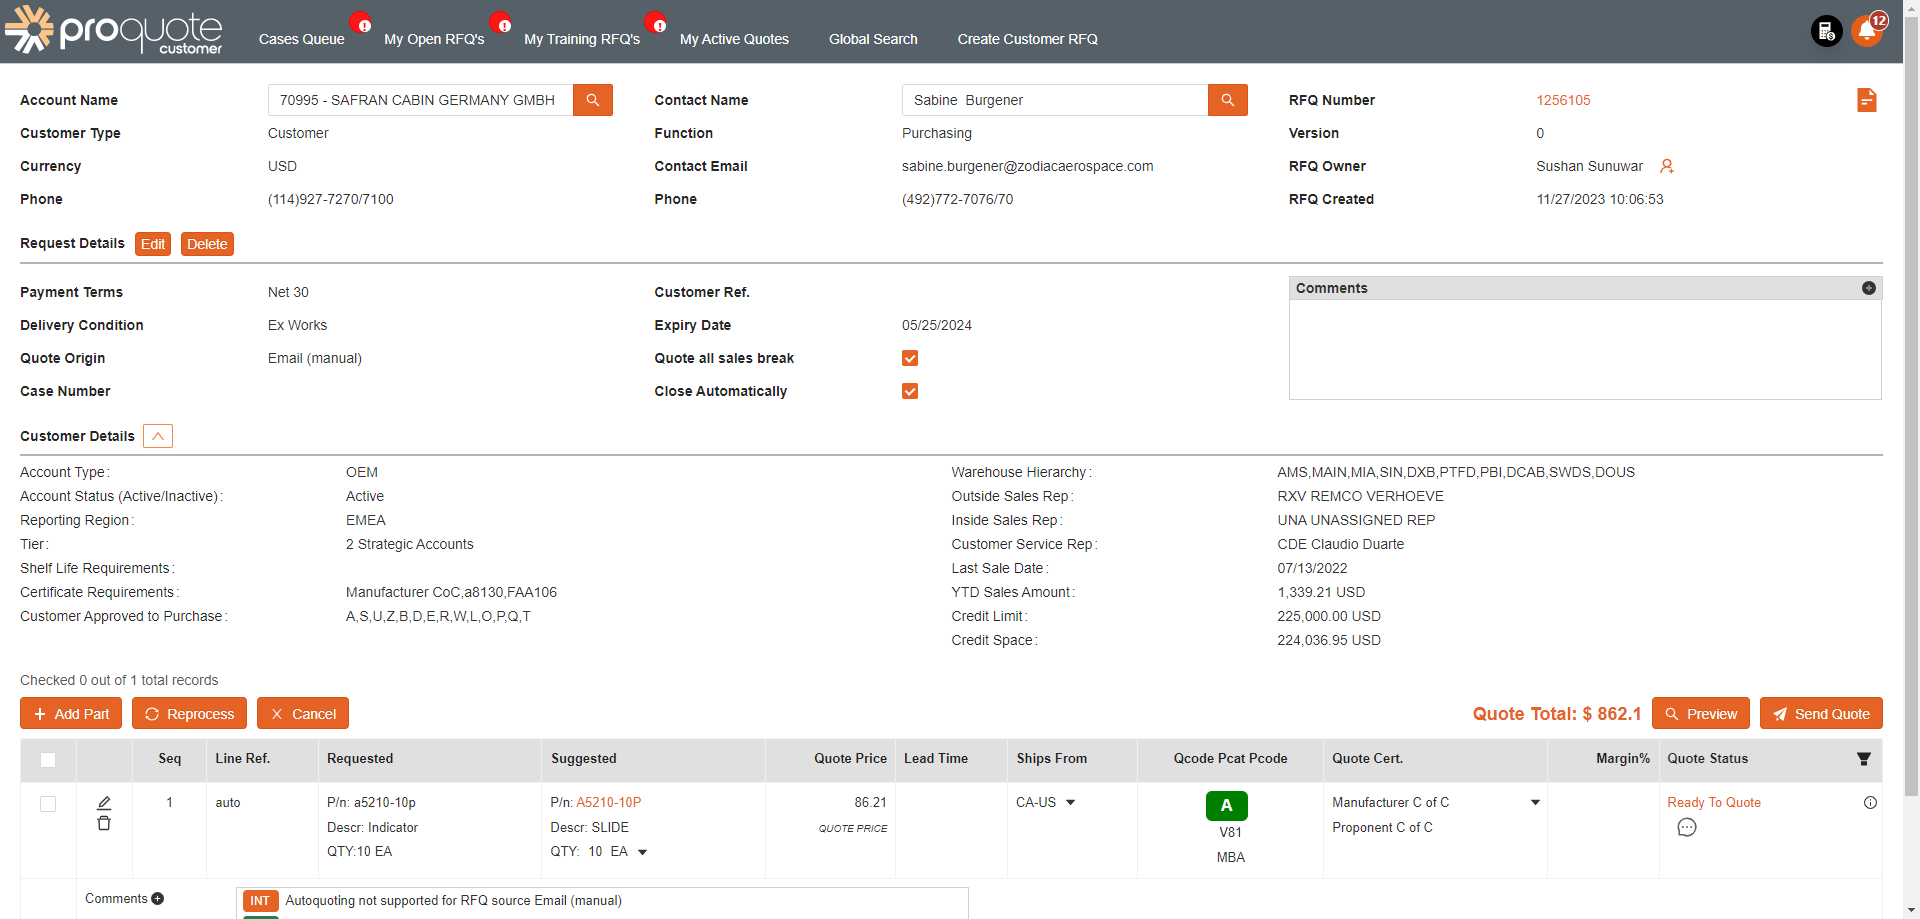 proquote customer
Cases Queue My Open RFQ's My Training RFQ's My Active Quotes Global Search Create Customer RFQ 12
Account Name 70995 - SAFRAN CABIN GERMANY GMBH Contact Name Sabine Burgener RFQ Number 1256105
Customer Type Customer Function Purchasing Version 0
Currency USD Contact Email sabine.burgener@zodiacaerospace.com RFQ Owner Sushan Sunuwar
Phone (114)927-7270/7100 Phone (492)772-7076/70 RFQ Created 11/27/2023 10:06:53
Request Details Edit Delete
Payment Terms Net 30 Customer Ref. Comments
Delivery Condition Ex Works Expiry Date 05/25/2024
Quote Origin Email (manual) Quote all sales break
Case Number Close Automatically
Customer Details
Account Type: OEM Warehouse Hierarchy: AMS,MAIN,MIA,SIN,DXB,PTFD,PBI,DCAB,SWDS,DOUS
Account Status (Active/Inactive): Active Outside Sales Rep: RXV REMCO VERHOEVE
Reporting Region: EMEA Inside Sales Rep: UNA UNASSIGNED REP
Tier: 2 Strategic Accounts Customer Service Rep: CDE Claudio Duarte
Shelf Life Requirements: Last Sale Date: 07/13/2022
Certificate Requirements: Manufacturer CoC,a8130,FAA106 YTD Sales Amount: 1,339.21 USD
Customer Approved to Purchase: A,S,U,Z,B,D,E,R,W,L,O,P,Q,T Credit Limit: 225,000.00 USD
Credit Space: 224,036.95 USD
Checked 0 out of 1 total records
Add Part Reprocess Cancel Quote Total: $ 862.1 Preview Send Quote
Seq Line Ref. Requested Suggested Quote Price Lead Time Ships From Qcode Pcat Pcode Quote Cert. Margin% Quote Status
1 auto P/n: a5210-10p P/n: A5210-10P 86.21 CA-US A Manufacturer C of C Ready To Quote
Descr: Indicator Descr: SLIDE QUOTE PRICE V81 Proponent C of C
QTY:10 EA QTY: 10 EA MBA
Comments INT Autoquoting not supported for RFQ source Email (manual)